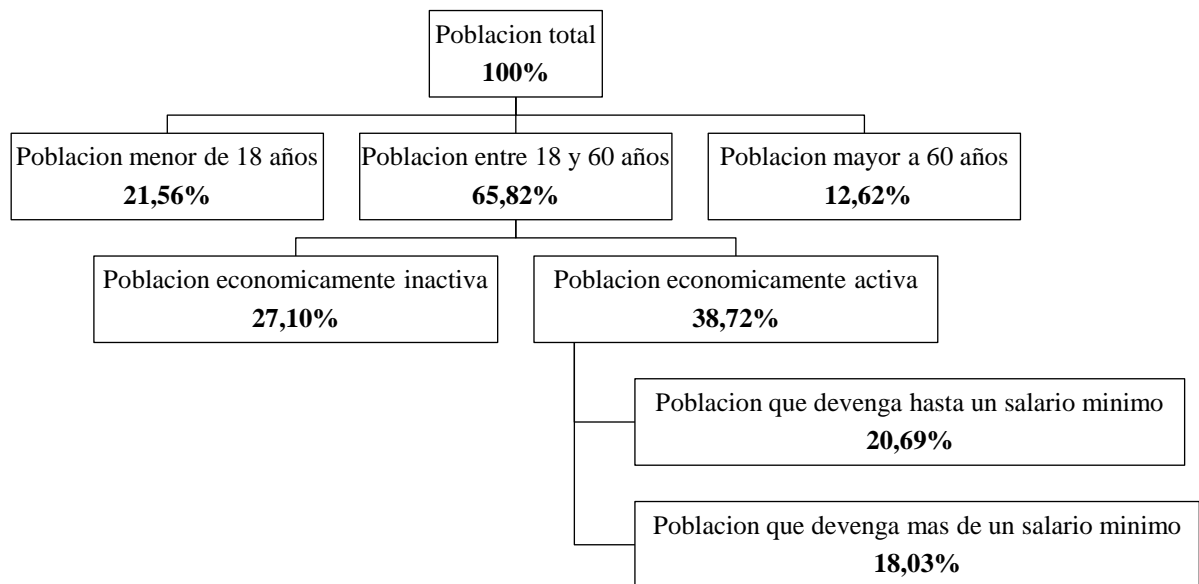 Poblacion total
100%
Poblacion menor de 18 años
21,56%
Poblacion entre 18 y 60 años
65,82%
Poblacion mayor a 60 años
12,62%
Poblacion economicamente inactiva
27,10%
Poblacion economicamente activa
38,72%
Poblacion que devenga hasta un salario minimo
20,69%
Poblacion que devenga mas de un salario minimo
18,03%